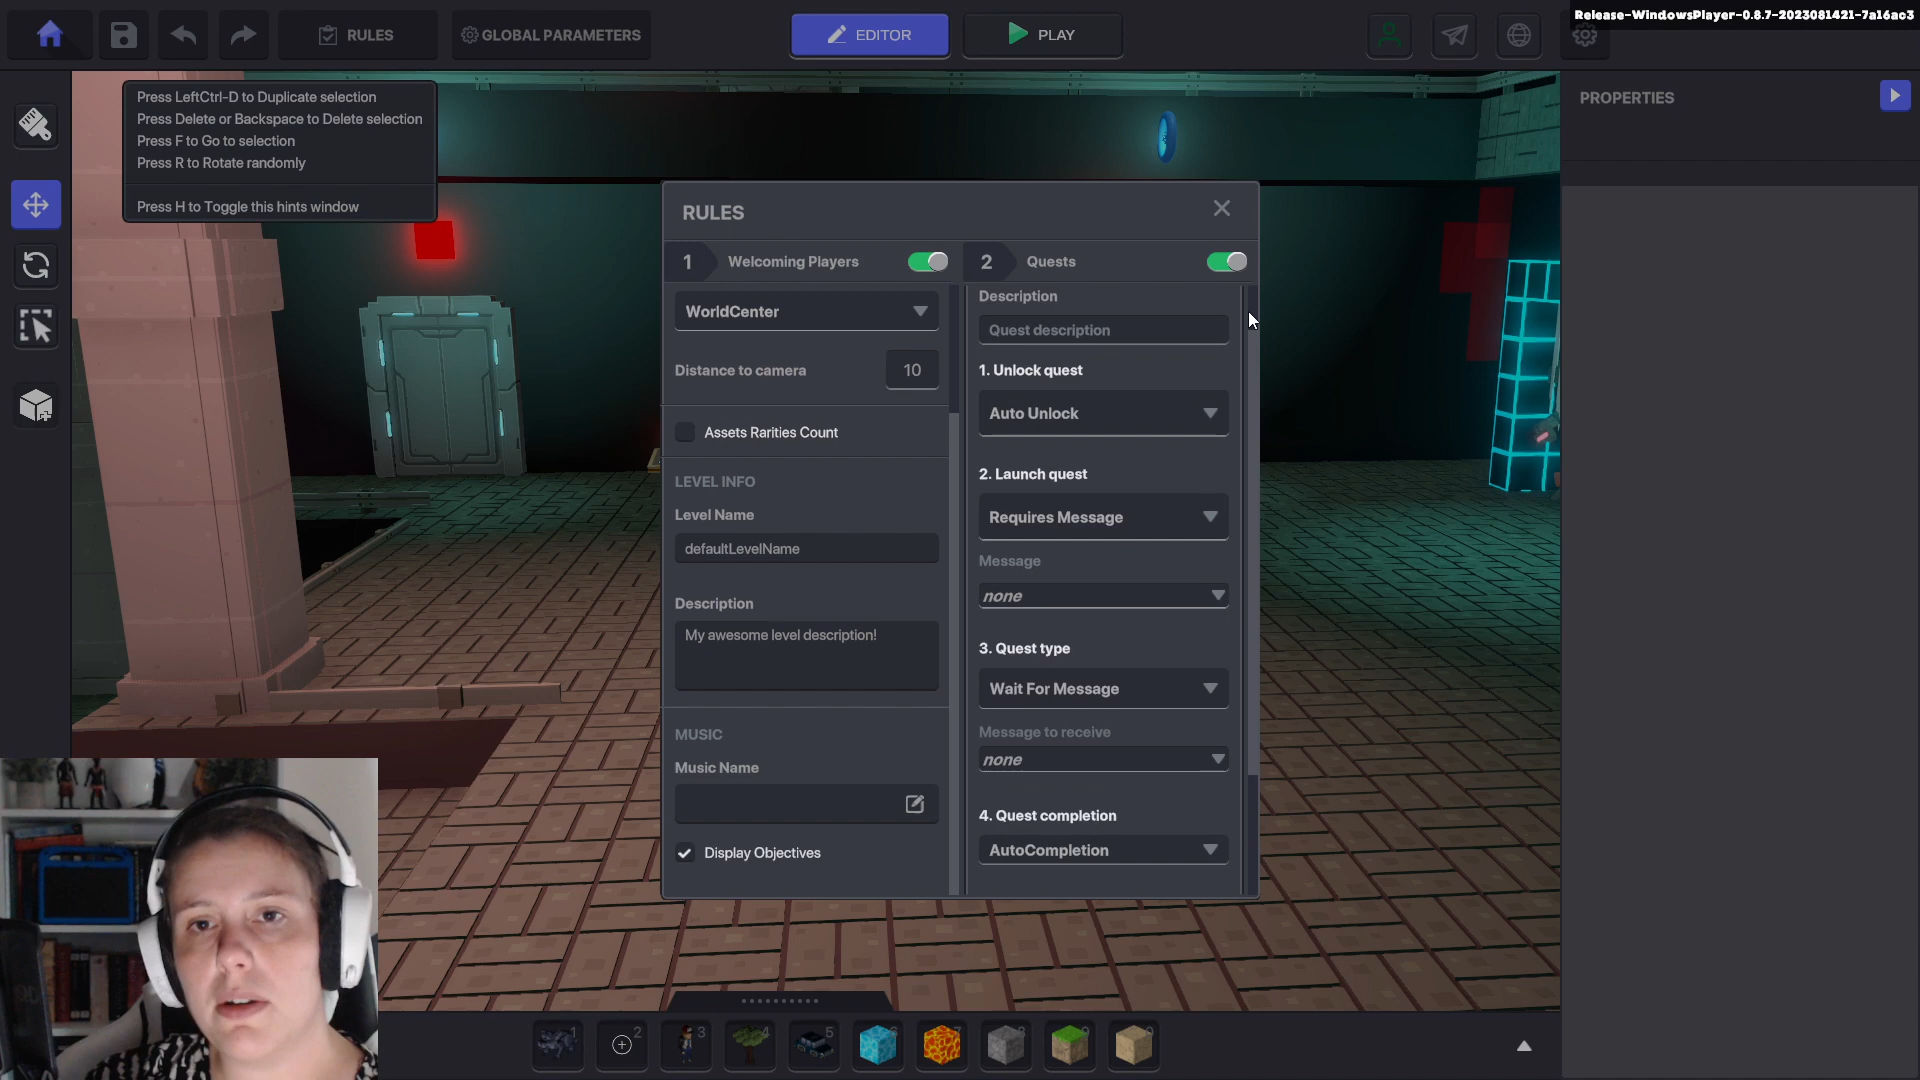 RULES
GLOBAL PARAMETERS
EDITOR
PLAY
Release-WindowsPlayer-0.8.7-2023081421-7a16ac3
Press LeftCtrl-D to Duplicate selection
Press Delete or Backspace to Delete selection
Press F to Go to selection
Press R to Rotate randomly
Press H to Toggle this hints window
PROPERTIES
RULES
1 Welcoming Players
WorldCenter
Distance to camera 10
Assets Rarities Count
LEVEL INFO
Level Name
defaultLevelName
Description
My awesome level description!
MUSIC
Music Name
Display Objectives
2 Quests
Description
Quest description
1. Unlock quest
Auto Unlock
2. Launch quest
Requires Message
Message
none
3. Quest type
Wait For Message
Message to receive
none
4. Quest completion
AutoCompletion
1 2 3 4 5